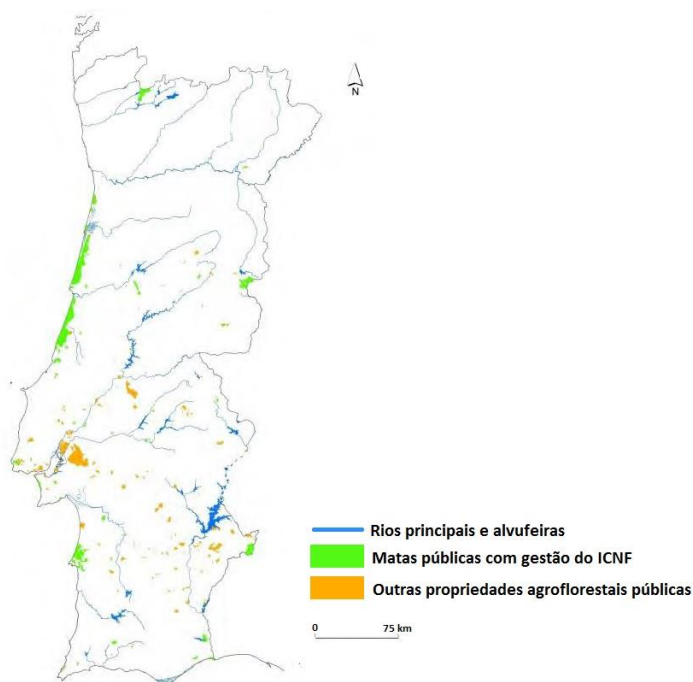 N
Rios principais e alvufeiras
Matas públicas com gestão do ICNF
Outras propriedades agroflorestais públicas
0 75 km